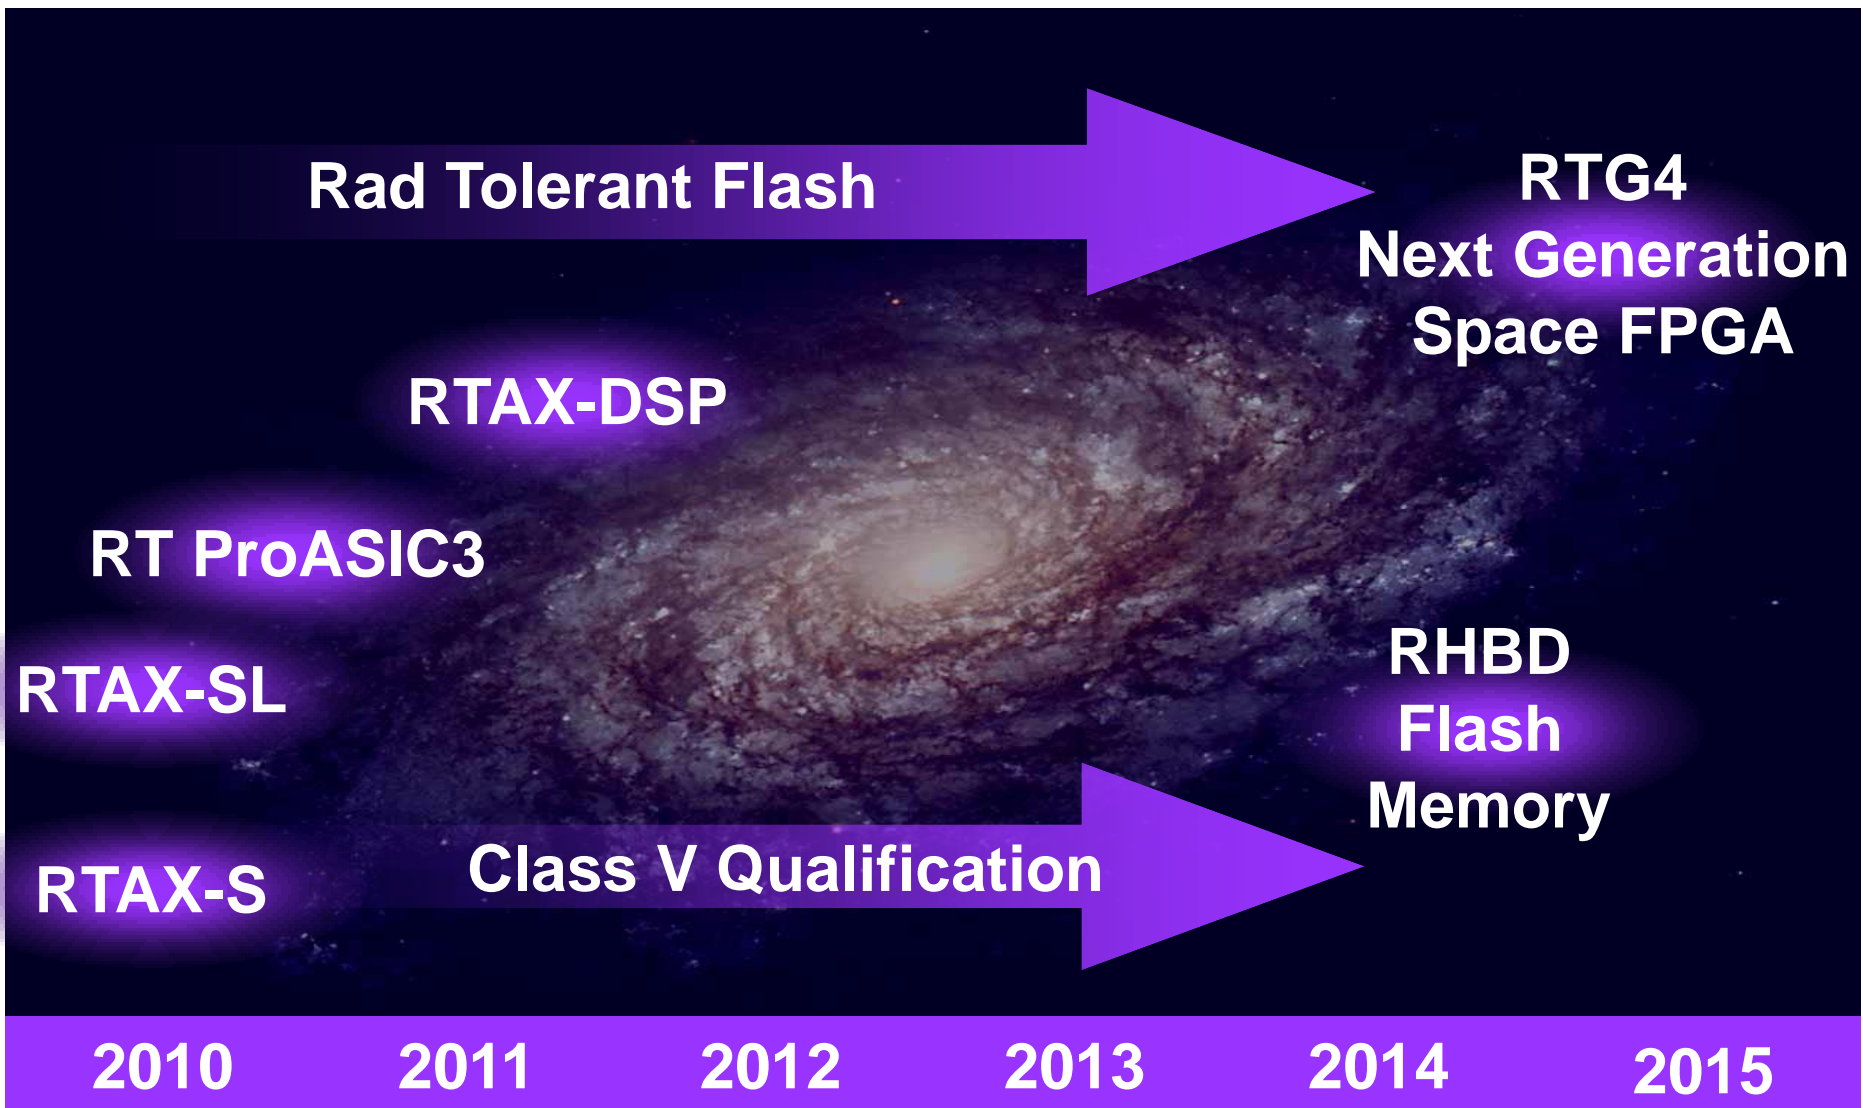 Rad Tolerant Flash
RTG4
Next Generation
Space FPGA
RTAX-DSP
RT ProASIC3
RTAX-SL
RHBD
Flash
Memory
RTAX-S
Class V Qualification
2010
2011
2012
2013
2014
2015